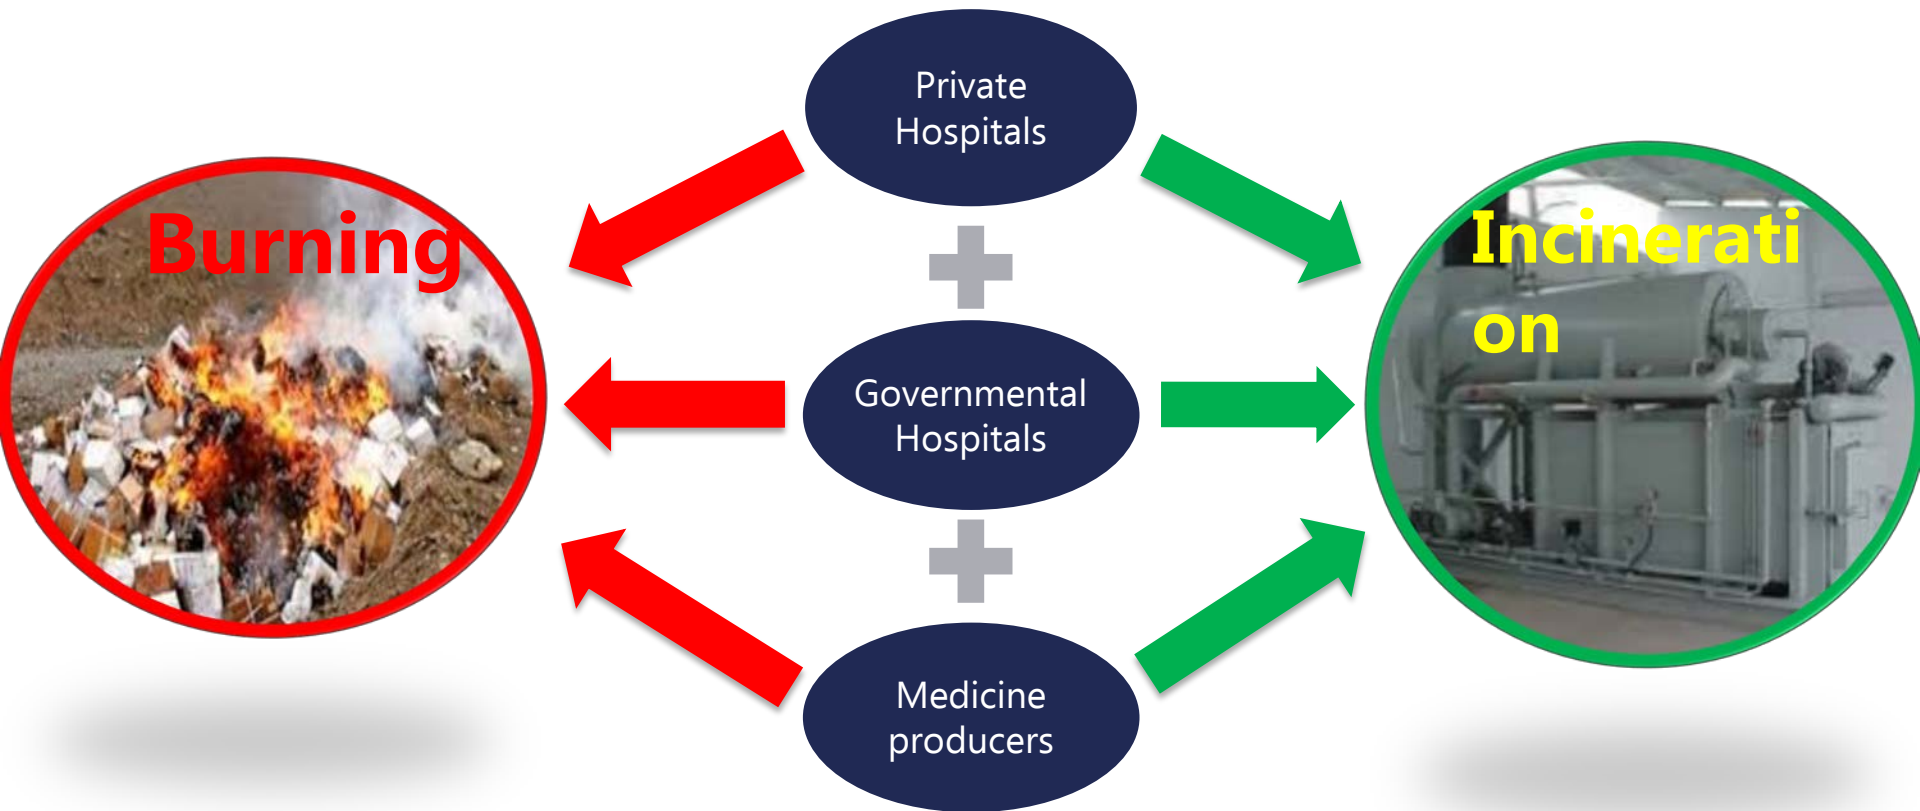 Private
Hospitals
Burning
Incinerati
on
Governmental
Hospitals
Medicine
producers